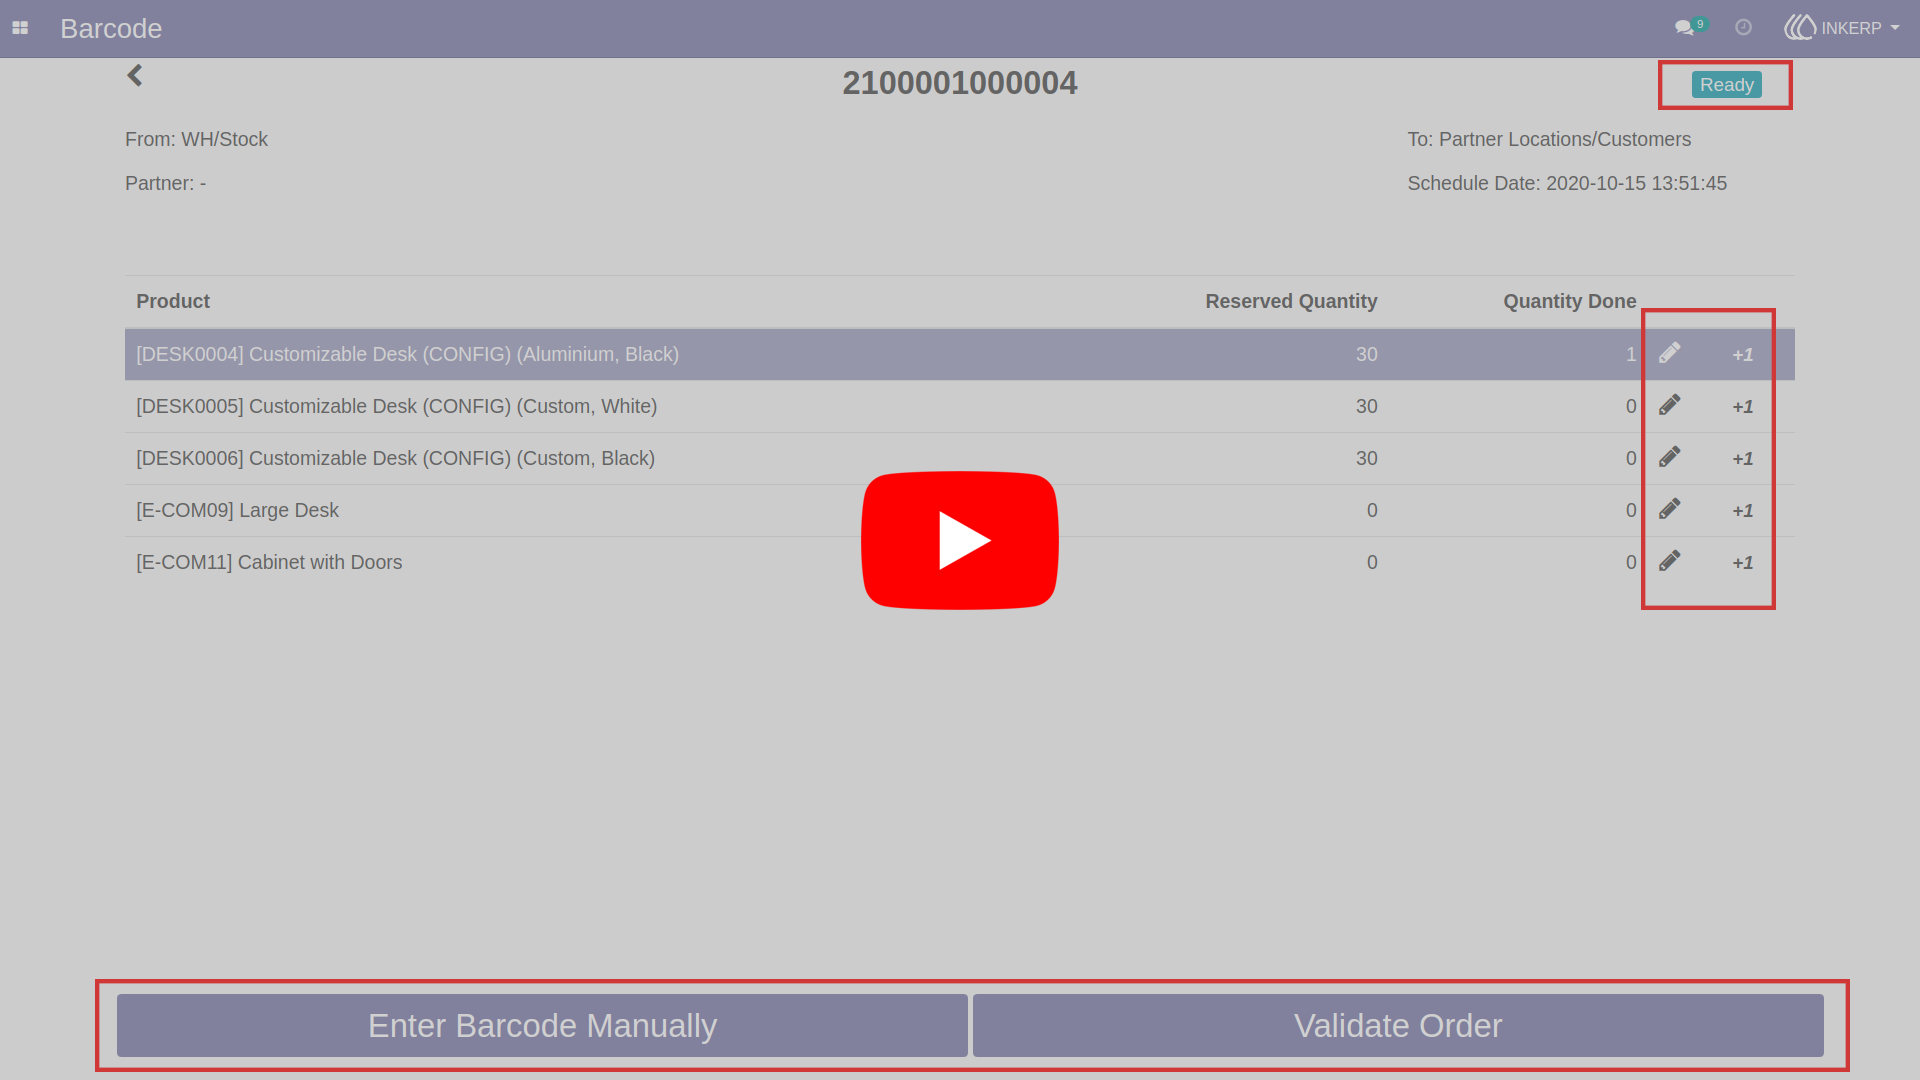 Barcode
9
INKERP
2100001000004
Ready
From: WH/Stock
To: Partner Locations/Customers
Partner: -
Schedule Date: 2020-10-15 13:51:45
Product Reserved Quantity Quantity Done
[DESK0004] Customizable Desk (CONFIG) (Aluminium, Black) 30 1 +1
[DESK0005] Customizable Desk (CONFIG) (Custom, White) 30 0 +1
[DESK0006] Customizable Desk (CONFIG) (Custom, Black) 30 0 +1
[E-COM09] Large Desk 0 0 +1
[E-COM11] Cabinet with Doors 0 0 +1
Enter Barcode Manually
Validate Order